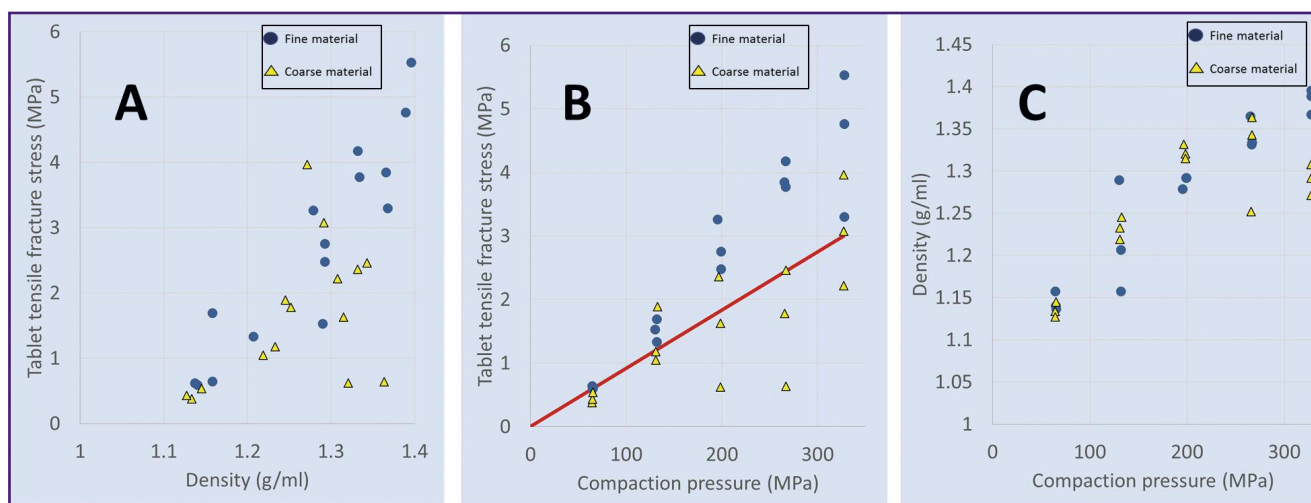 A
Fine material
Coarse material
Tablet tensile fracture stress (MPa)
6
5
4
3
2
1
0
1
1.1
1.2
1.3
1.4
Density (g/ml)
B
Fine material
Coarse material
Tablet tensile fracture stress (MPa)
6
5
4
3
2
1
0
0
100
200
300
Compaction pressure (MPa)
C
Fine material
Coarse material
Density (g/ml)
1.45
1.4
1.35
1.3
1.25
1.2
1.15
1.1
1.05
1
0
100
200
300
Compaction pressure (MPa)